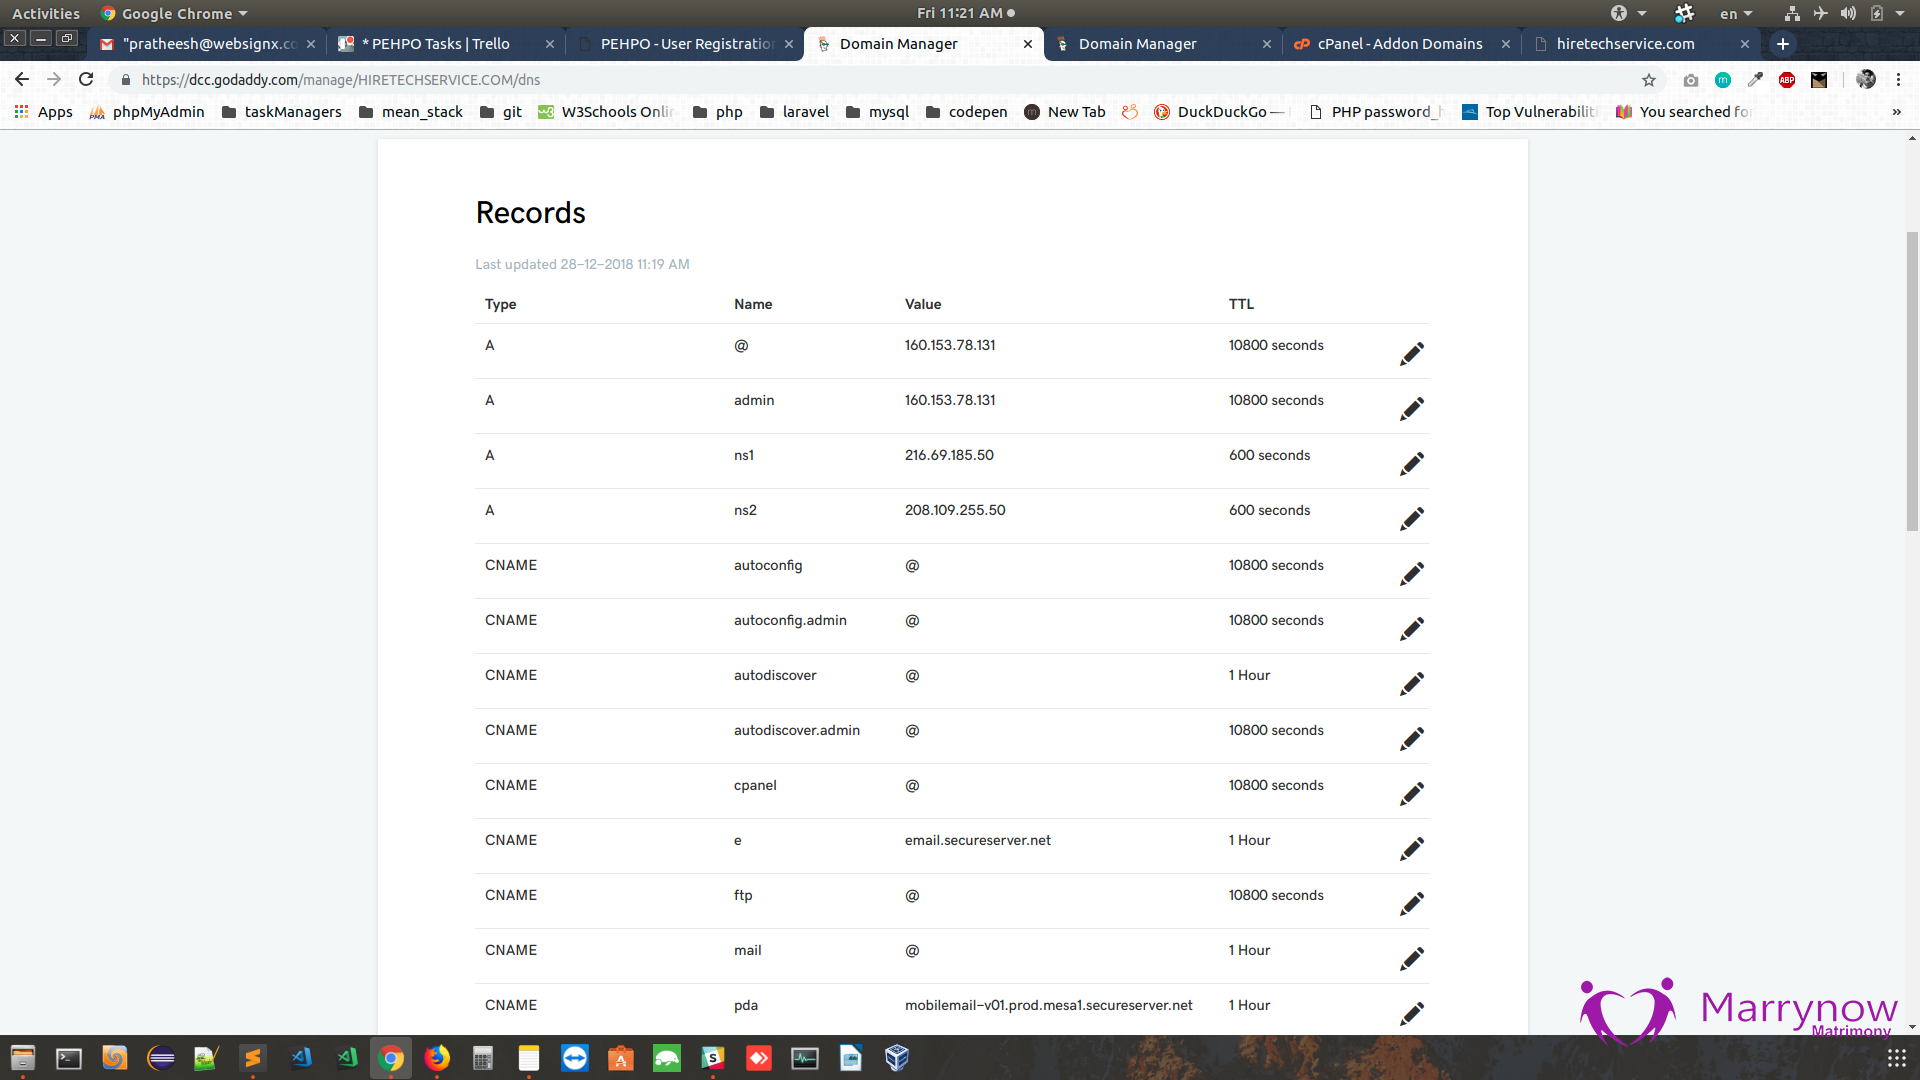 Activities Google Chrome Fri 11:21 AM en
"pratheesh@websignx.co * PEHPO Tasks | Trello PEHPO - User Registration Domain Manager Domain Manager cPanel - Addon Domains hiretechservice.com
https://dcc.godaddy.com/manage/HIRETECHSERVICE.COM/dns
Apps phpMyAdmin taskManagers mean_stack git W3Schools Onlin php laravel mysql codepen New Tab DuckDuckGo — PHP password_h Top Vulnerabiliti You searched fo »
Records
Last updated 28-12-2018 11:19 AM
Type Name Value TTL
A @ 160.153.78.131 10800 seconds
A admin 160.153.78.131 10800 seconds
A ns1 216.69.185.50 600 seconds
A ns2 208.109.255.50 600 seconds
CNAME autoconfig @ 10800 seconds
CNAME autoconfig.admin @ 10800 seconds
CNAME autodiscover @ 1 Hour
CNAME autodiscover.admin @ 10800 seconds
CNAME cpanel @ 10800 seconds
CNAME e email.secureserver.net 1 Hour
CNAME ftp @ 10800 seconds
CNAME mail @ 1 Hour
CNAME pda mobilemail-v01.prod.mesa1.secureserver.net 1 Hour
Marrynow
Matrimony